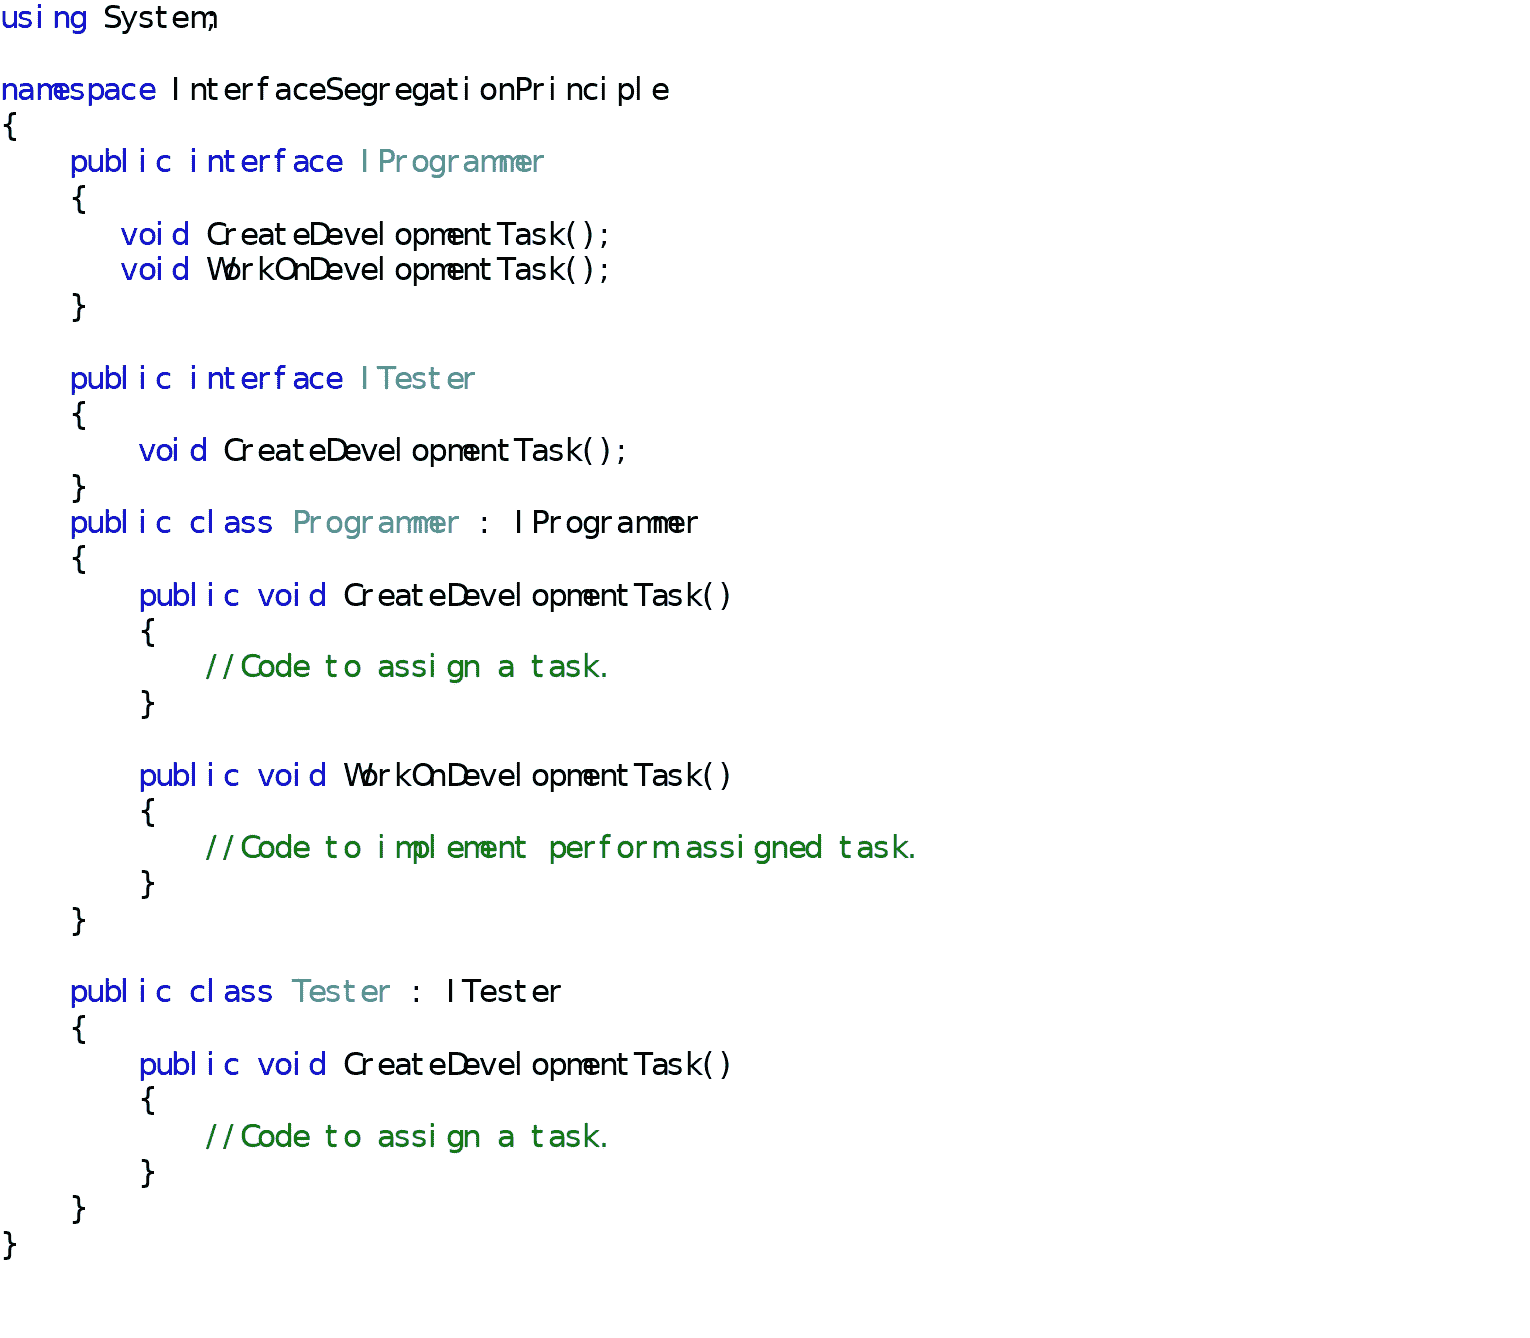 using System;
namespace InterfaceSegregationPrinciple
{
public interface IProgrammer
{
void CreateDevelopmentTask();
void WorkOnDevelopmentTask();
}
public interface ITester
{
void CreateDevelopmentTask();
}
public class Programmer : IProgrammer
{
public void CreateDevelopmentTask()
{
//Code to assign a task.
}
public void WorkOnDevelopmentTask()
{
//Code to implement perform assigned task.
}
}
public class Tester : ITester
{
public void CreateDevelopmentTask()
{
//Code to assign a task.
}
}
}